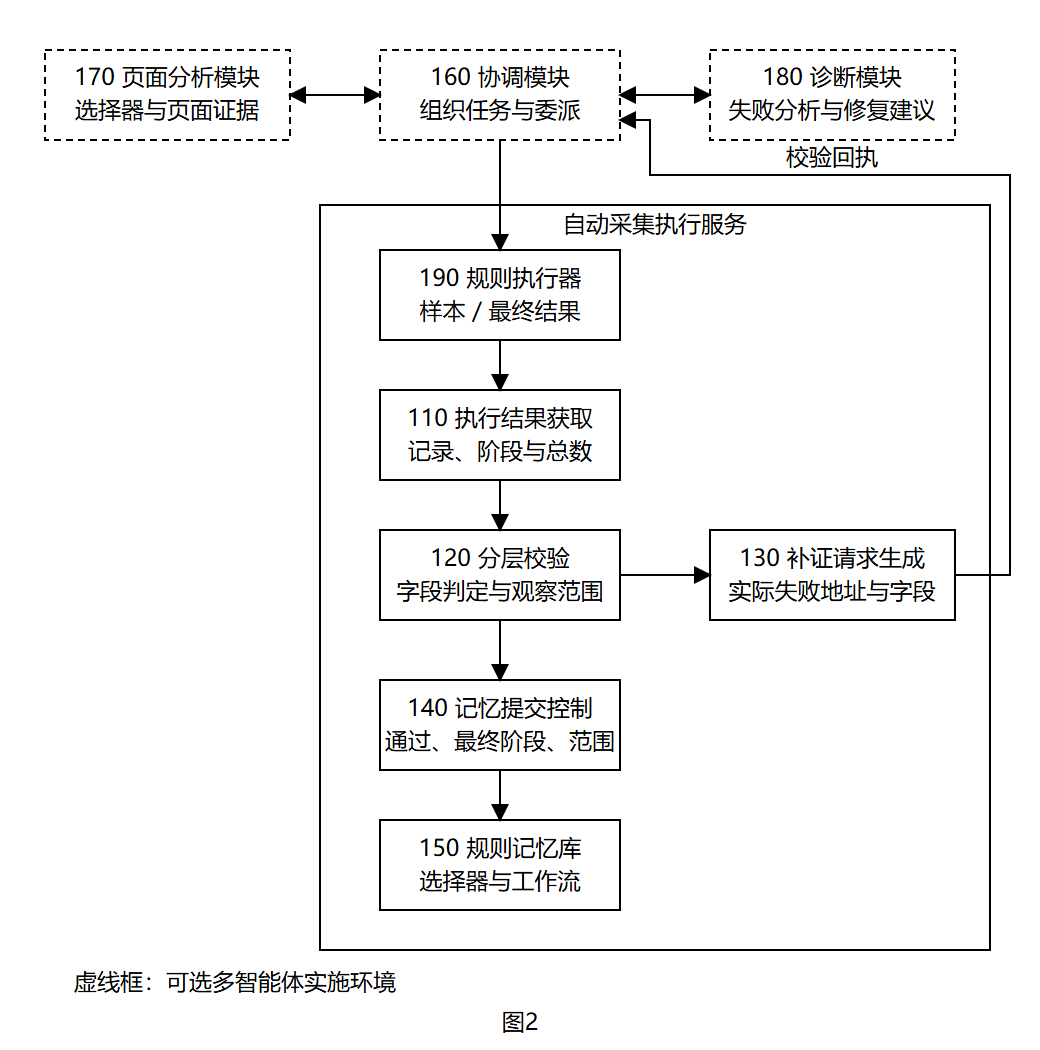 170 页面分析模块
选择器与页面证据
160 协调模块
组织任务与委派
180 诊断模块
失败分析与修复建议
校验回执
自动采集执行服务
190 规则执行器
样本 / 最终结果
110 执行结果获取
记录、阶段与总数
120 分层校验
字段判定与观察范围
130 补证请求生成
实际失败地址与字段
140 记忆提交控制
通过、最终阶段、范围
150 规则记忆库
选择器与工作流
虚线框：可选多智能体实施环境
图2